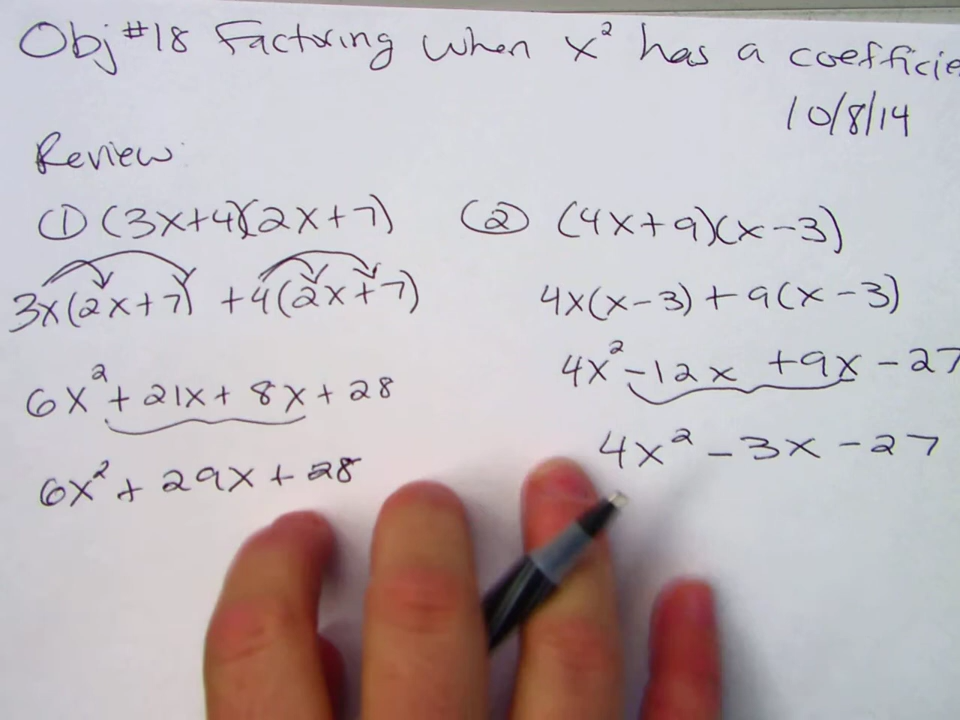 Obj #18 Factoring when x² has a coefficie
10/8/14
Review:
① (3x+4)(2x+7)
3x(2x+7) +4(2x+7)
6x² + 21x + 8x + 28
6x² + 29x + 28
② (4x+9)(x-3)
4x(x-3) + 9(x-3)
4x² -12x +9x -27
4x² -3x -27